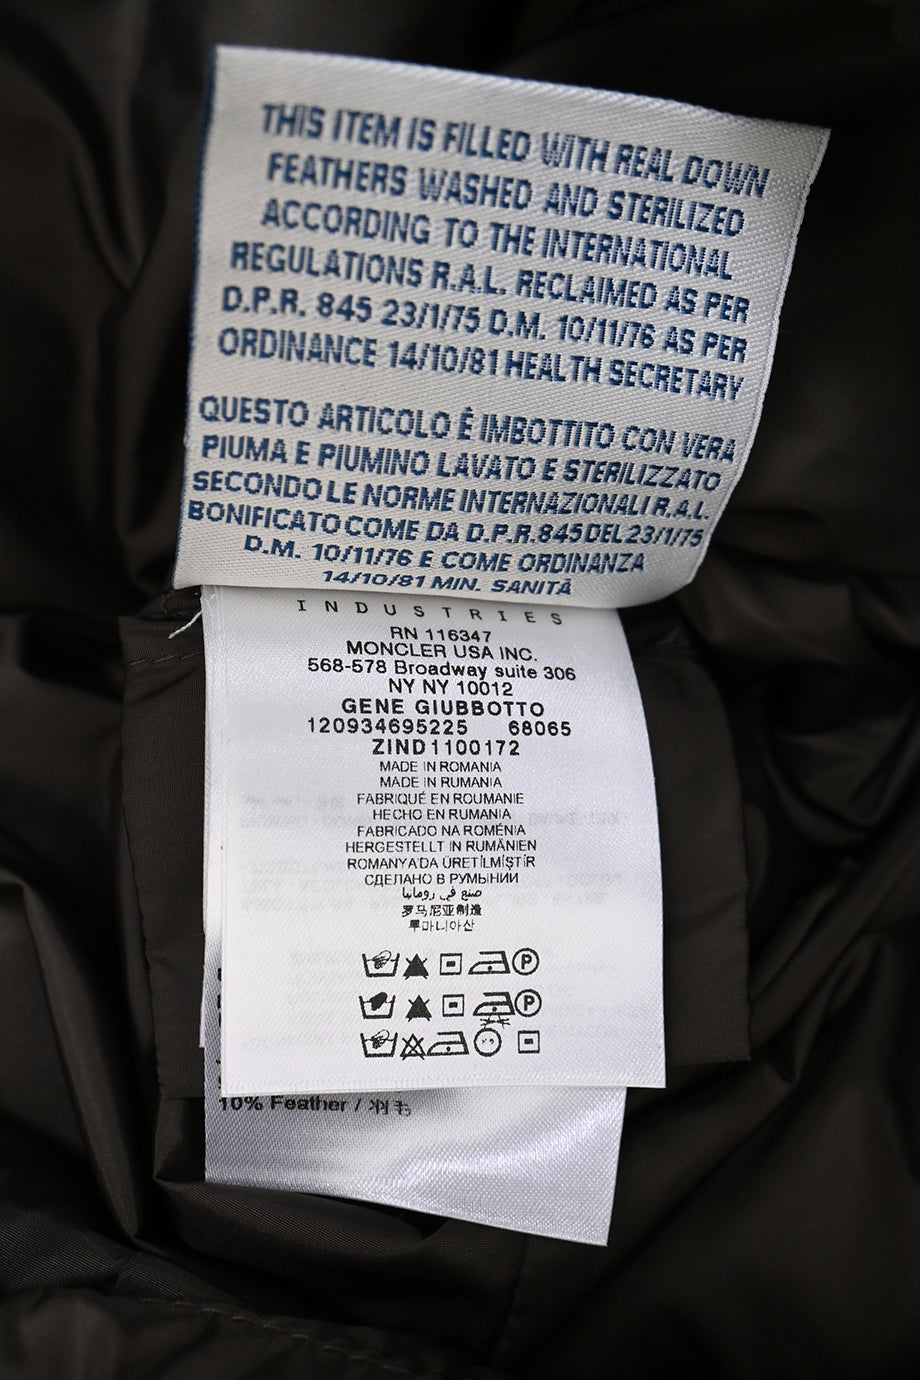 THIS ITEM IS FILLED WITH REAL DOWN
FEATHERS WASHED AND STERILIZED
ACCORDING TO THE INTERNATIONAL
REGULATIONS R.A.L. RECLAIMED AS PER
D.P.R. 845 23/1/75 D.M. 10/11/76 AS PER
ORDINANCE 14/10/81 HEALTH SECRETARY
QUESTO ARTICOLO É IMBOTTITO CON VERA
PIUMA E PIUMINO LAVATO E STERILIZZATO
SECONDO LE NORME INTERNAZIONALI R.A.L.
BONIFICATO COME DA D.P.R. 845 DEL 23/1/75
D.M. 10/11/76 E COME ORDINANZA
14/10/81 MIN. SANITÀ
INDUSTRIES
RN 116347
MONCLER USA INC.
568-578 Broadway suite 306
NY NY 10012
GENE GIUBBOTTO
120934695225 68065
ZIND1100172
MADE IN ROMANIA
MADE IN RUMANIA
FABRIQUÉ EN ROUMANIE
HECHO EN RUMANIA
FABRICADO NA ROMÉNIA
HERGESTELLT IN RUMÄNIEN
ROMANYA'DA ÜRETİLMİŞTİR
СДЕЛАНО В РУМЫНИИ
صنع في رومانيا
罗马尼亚制造
루마니아산
P
P
10% Feather /